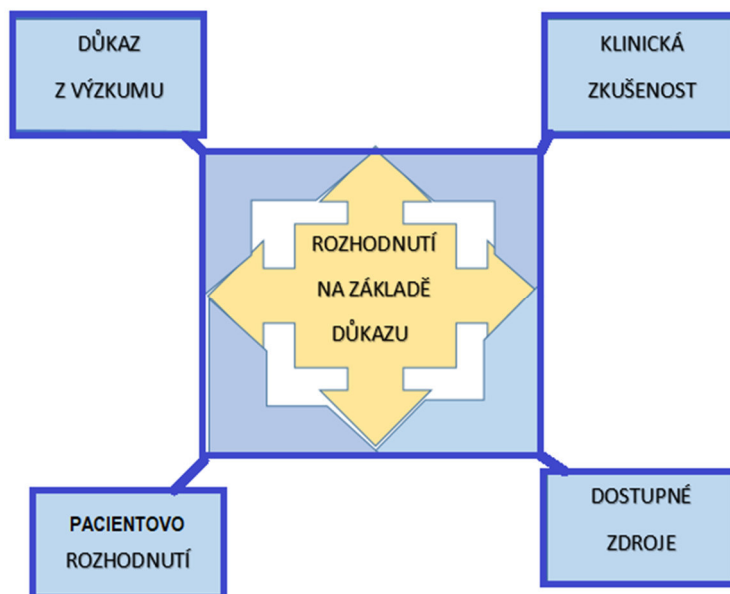 DŮKAZ
Z VÝZKUMU
KLINICKÁ
ZKUŠENOST
ROZHODNUTÍ
NA ZÁKLADĚ
DŮKAZU
PACIENTOVO
ROZHODNUTÍ
DOSTUPNÉ
ZDROJE